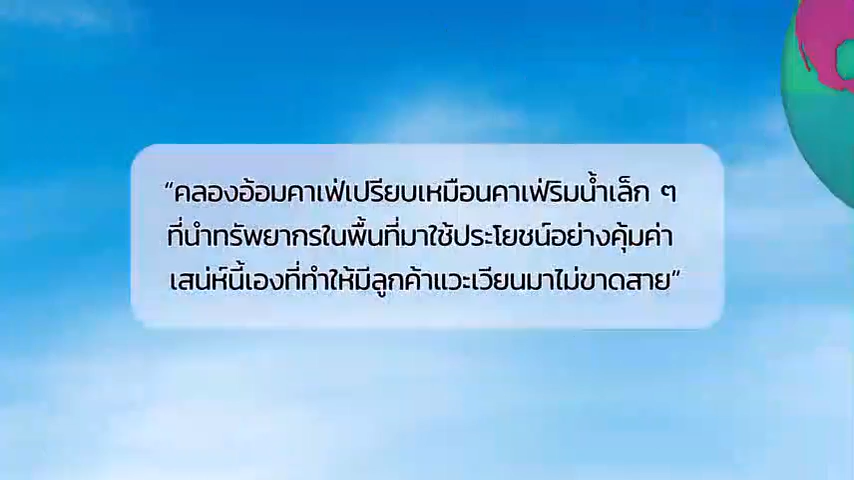 “คลองอ้อมคาเฟ่เปรียบเหมือนคาเฟ่ริมน้ำเล็ก ๆ
ที่นำทรัพยากรในพื้นที่มาใช้ประโยชน์อย่างคุ้มค่า
เสน่ห์นี้เองที่ทำให้มีลูกค้าแวะเวียนมาไม่ขาดสาย”